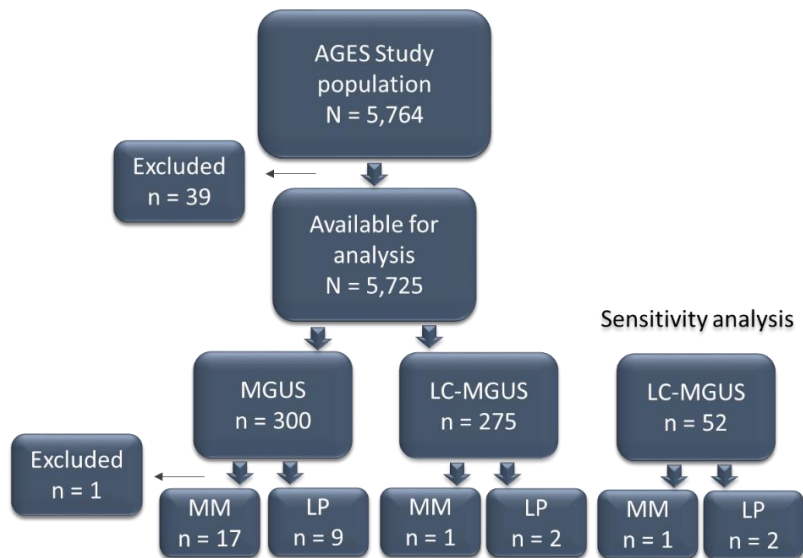 AGES Study
population
N = 5,764
Excluded
n = 39
Available for
analysis
N = 5,725
Sensitivity analysis
MGUS
n = 300
LC-MGUS
n = 275
LC-MGUS
n = 52
Excluded
n = 1
MM
n = 17
LP
n = 9
MM
n = 1
LP
n = 2
MM
n = 1
LP
n = 2